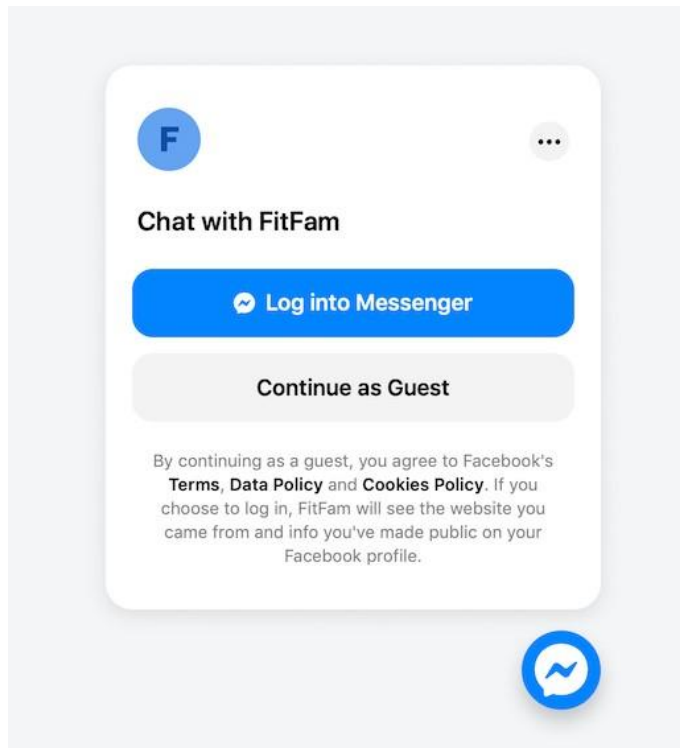 F
Chat with FitFam
Log into Messenger
Continue as Guest
By continuing as a guest, you agree to Facebook's
Terms, Data Policy and Cookies Policy. If you
choose to log in, FitFam will see the website you
came from and info you've made public on your
Facebook profile.